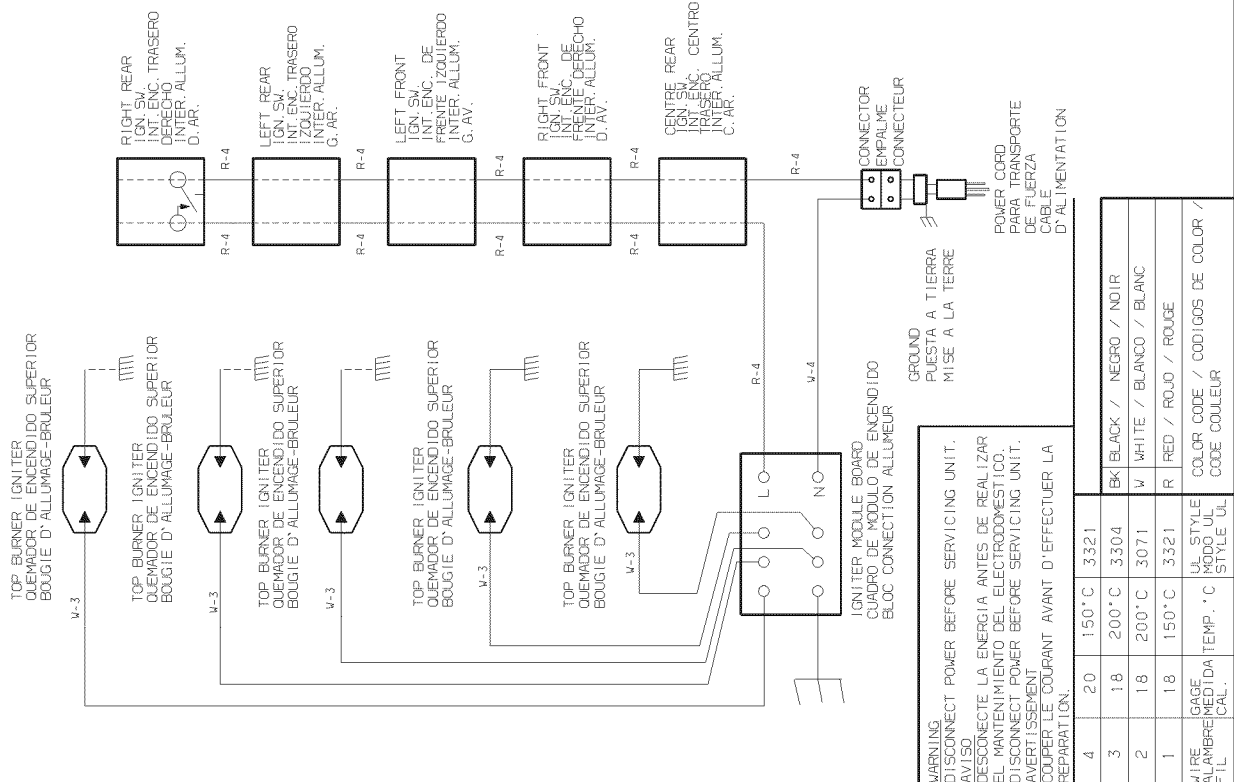 TOP BURNER IGNITER
QUEMADOR DE ENCENDIDO SUPERIOR
BOUGIE D'ALLUMAGE-BRULEUR
W-3
TOP BURNER IGNITER
QUEMADOR DE ENCENDIDO SUPERIOR
BOUGIE D'ALLUMAGE-BRULEUR
W-3
TOP BURNER IGNITER
QUEMADOR DE ENCENDIDO SUPERIOR
BOUGIE D'ALLUMAGE-BRULEUR
W-3
TOP BURNER IGNITER
QUEMADOR DE ENCENDIDO SUPERIOR
BOUGIE D'ALLUMAGE-BRULEUR
W-3
TOP BURNER IGNITER
QUEMADOR DE ENCENDIDO SUPERIOR
BOUGIE D'ALLUMAGE-BRULEUR
W-3
RIGHT REAR
IGN. SW.
INT. ENC. TRASERO
DERECHO
INTER. ALLUM.
D. AR.
R-4
R-4
LEFT REAR
IGN. SW.
INT. ENC. TRASERO
IZQUIERDO
INTER. ALLUM.
G. AR.
R-4
R-4
LEFT FRONT
IGN. SW.
INT. ENC. DE
FRENTE IZQUIERDO
INTER. ALLUM.
G. AV.
R-4
R-4
RIGHT FRONT
IGN. SW.
INT. ENC. DE
FRENTE DERECHO
INTER. ALLUM.
D. AV.
R-4
R-4
CENTRE REAR
IGN. SW.
INT. ENC. CENTRO
TRASERO
INTER. ALLUM.
C. AR.
R-4
R-4
W-4
CONNECTOR
EMPALME
CONNECTEUR
POWER CORD
PARA TRANSPORTE
DE FUERZA
CABLE
D'ALIMENTATION
GROUND
PUESTA A TIERRA
MISE A LA TERRE
L
N
IGNITER MODULE BOARD
CUADRO DE MODULO DE ENCENDIDO
BLOC CONNECTION ALLUMEUR
WARNING
DISCONNECT POWER BEFORE SERVICING UNIT.
AVISO
DESCONECTE LA ENERGIA ANTES DE REALIZAR
EL MANTENIMIENTO DEL ELECTRODOMESTICO.
DISCONNECT POWER BEFORE SERVICING UNIT.
AVERTISSEMENT
COUPER LE COURANT AVANT D'EFFECTUER LA
REPARATION.
4 20 150°C 3321
3 18 200°C 3304 BK BLACK / NEGRO / NOIR
2 18 200°C 3071 W WHITE / BLANCO / BLANC
1 18 150°C 3321 R RED / ROJO / ROUGE
WIRE GAGE UL STYLE COLOR CODE / CODIGOS DE COLOR /
ALAMBRE MEDIDA TEMP.°C MODO UL CODE COULEUR
FIL CAL. STYLE UL